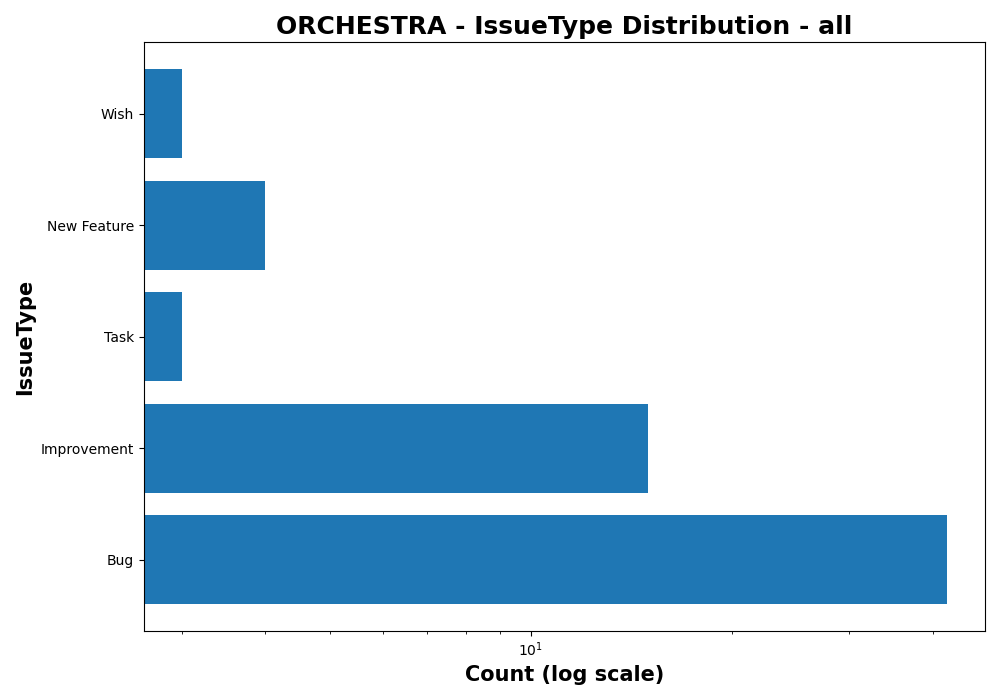 ORCHESTRA - IssueType Distribution - all
IssueType
Wish
New Feature
Task
Improvement
Bug
10¹
Count (log scale)